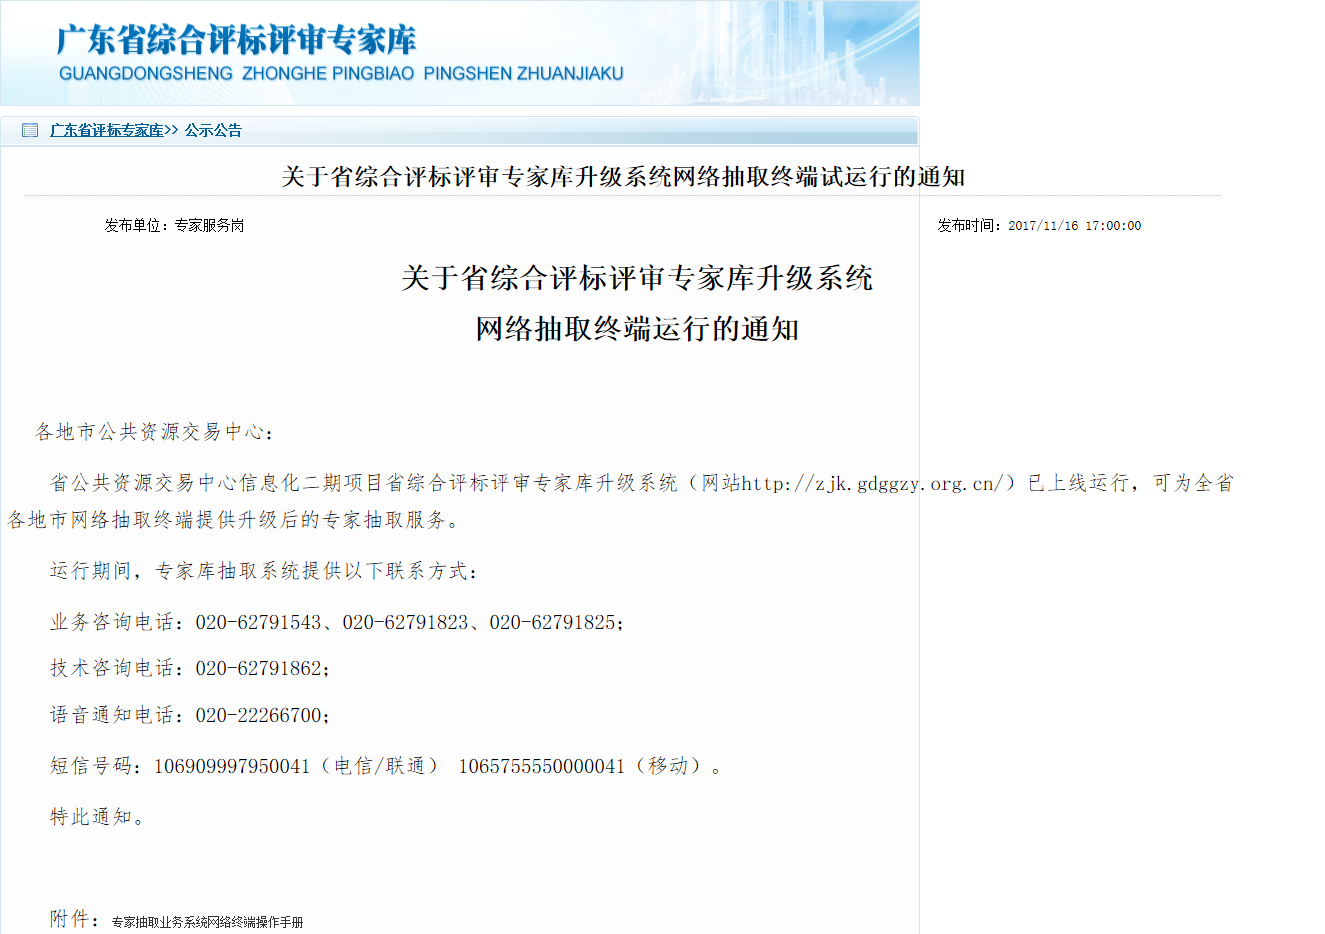 广东省综合评标评审专家库
GUANGDONGSHENG ZHONGHE PINGBIAO PINGSHEN ZHUANJIAKU
广东省评标专家库>> 公示公告
关于省综合评标评审专家库升级系统网络抽取终端试运行的通知
发布单位：专家服务岗 发布时间：2017/11/16 17:00:00
关于省综合评标评审专家库升级系统
网络抽取终端运行的通知
各地市公共资源交易中心：
省公共资源交易中心信息化二期项目省综合评标评审专家库升级系统（网站http://zjk.gdggzy.org.cn/）已上线运行，可为全省
各地市网络抽取终端提供升级后的专家抽取服务。
运行期间，专家库抽取系统提供以下联系方式：
业务咨询电话：020-62791543、020-62791823、020-62791825；
技术咨询电话：020-62791862；
语音通知电话：020-22266700；
短信号码：106909997950041（电信/联通） 1065755550000041（移动）。
特此通知。
附件：专家抽取业务系统网络终端操作手册